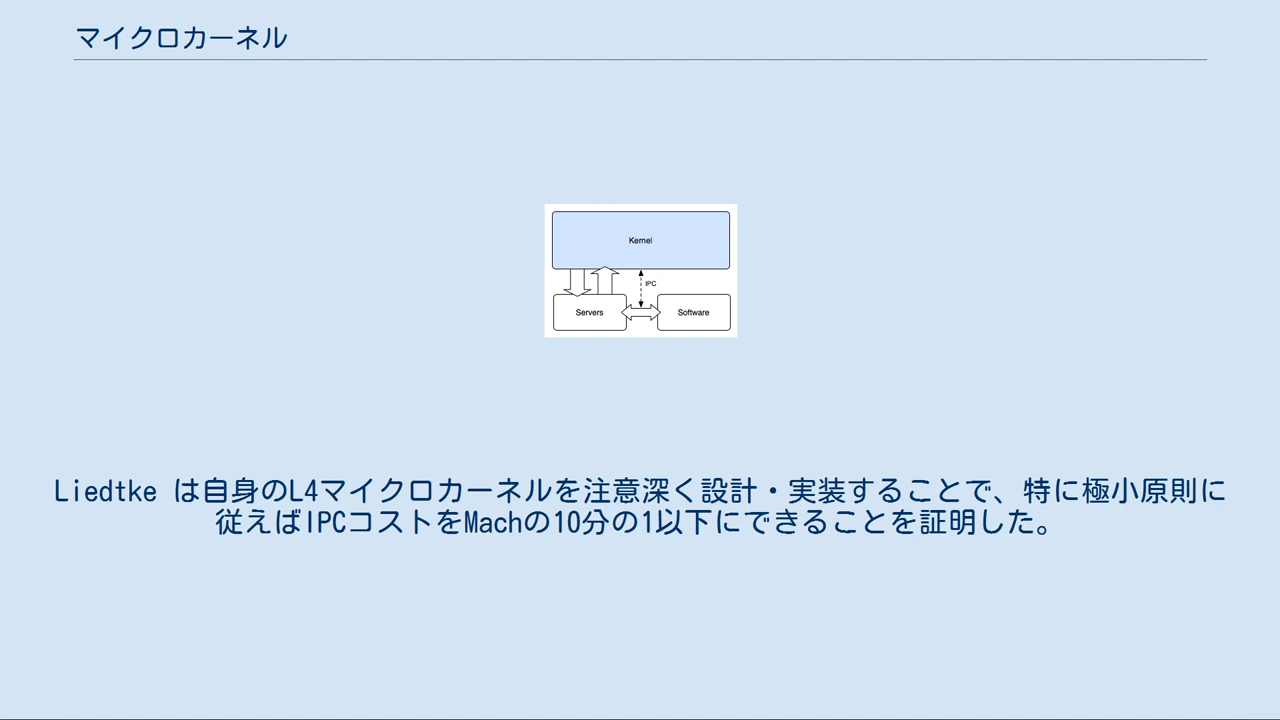 マイクロカーネル
Kernel
IPC
Servers
Software
Liedtke は自身のL4マイクロカーネルを注意深く設計・実装することで、特に極小原則に
従えばIPCコストをMachの10分の1以下にできることを証明した。